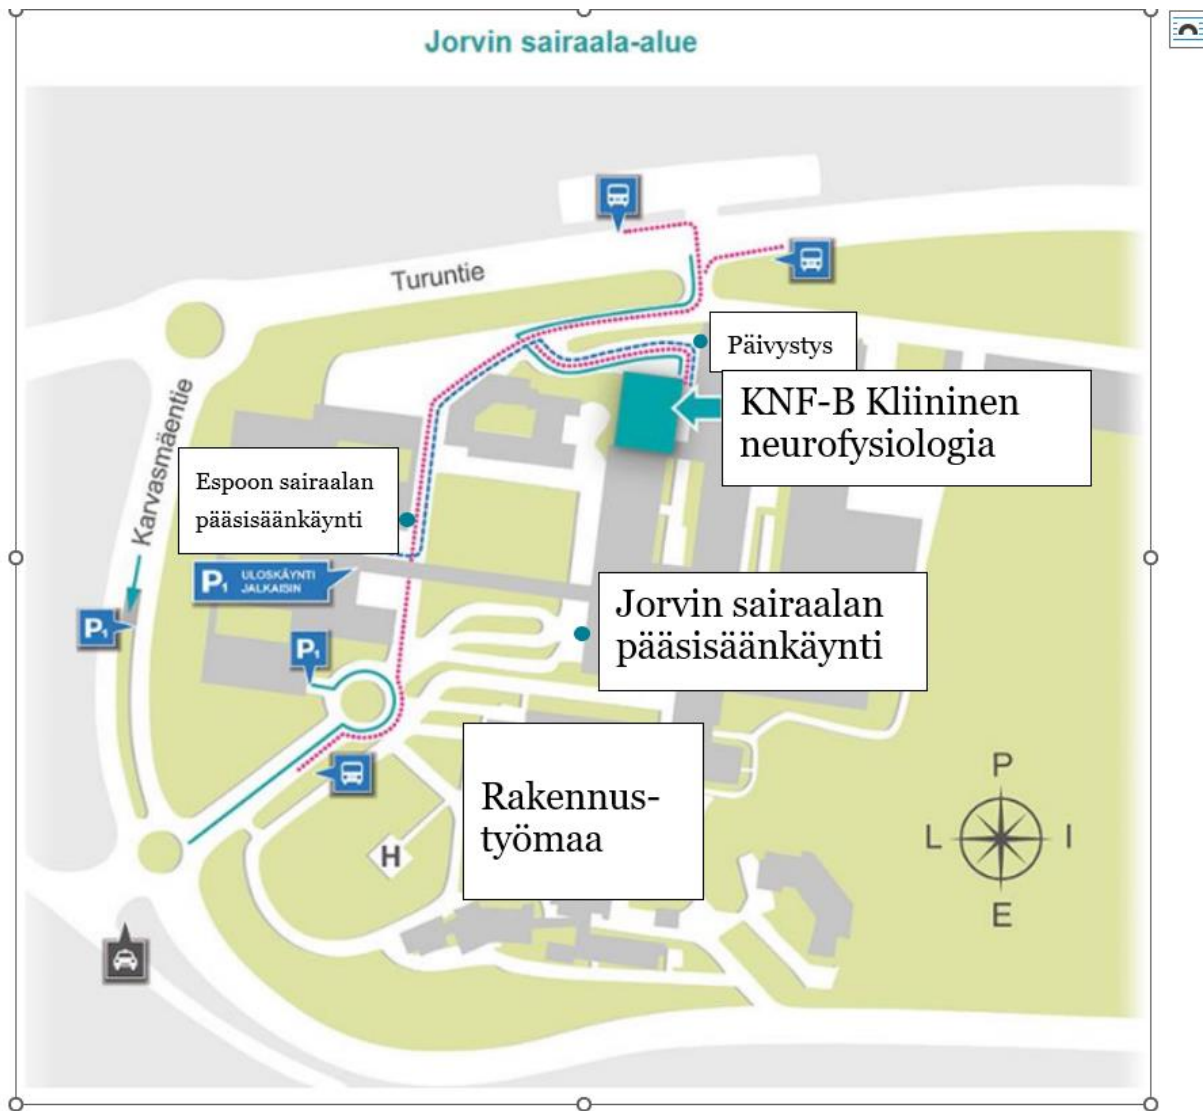 Jorvin sairaala-alue
Turuntie
Päivystys
KNF-B Kliininen
neurofysiologia
Karvasmäentie
Espoon sairaalan
pääsisäänkäynti
P1 ULOSKÄYNTI
JALKAISIN
Jorvin sairaalan
pääsisäänkäynti
P1
P1
Rakennus-
työmaa
H
P
L I
E